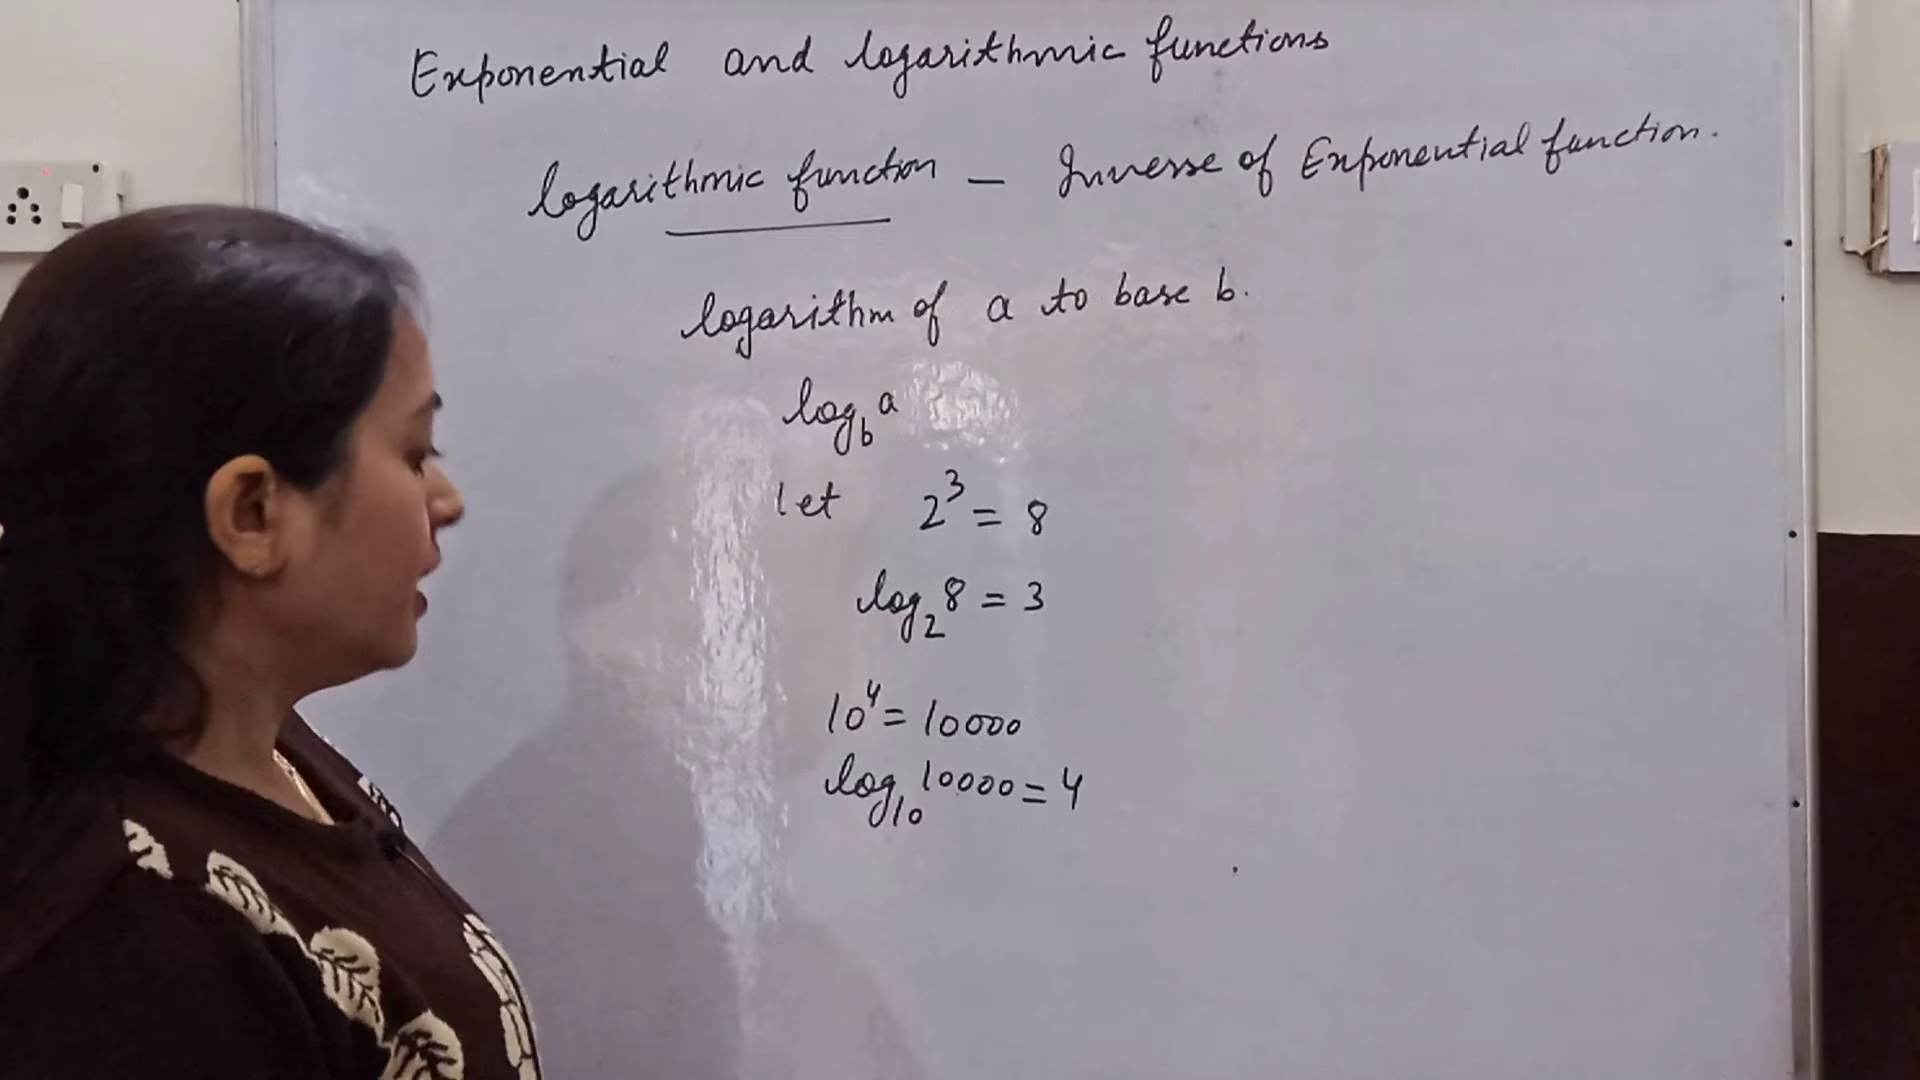 Exponential and logarithmic functions
logarithmic function – Inverse of Exponential function.
logarithm of a to base b.
log_b a
let 2^3 = 8
log_2 8 = 3
10^4 = 10000
log_10 10000 = 4